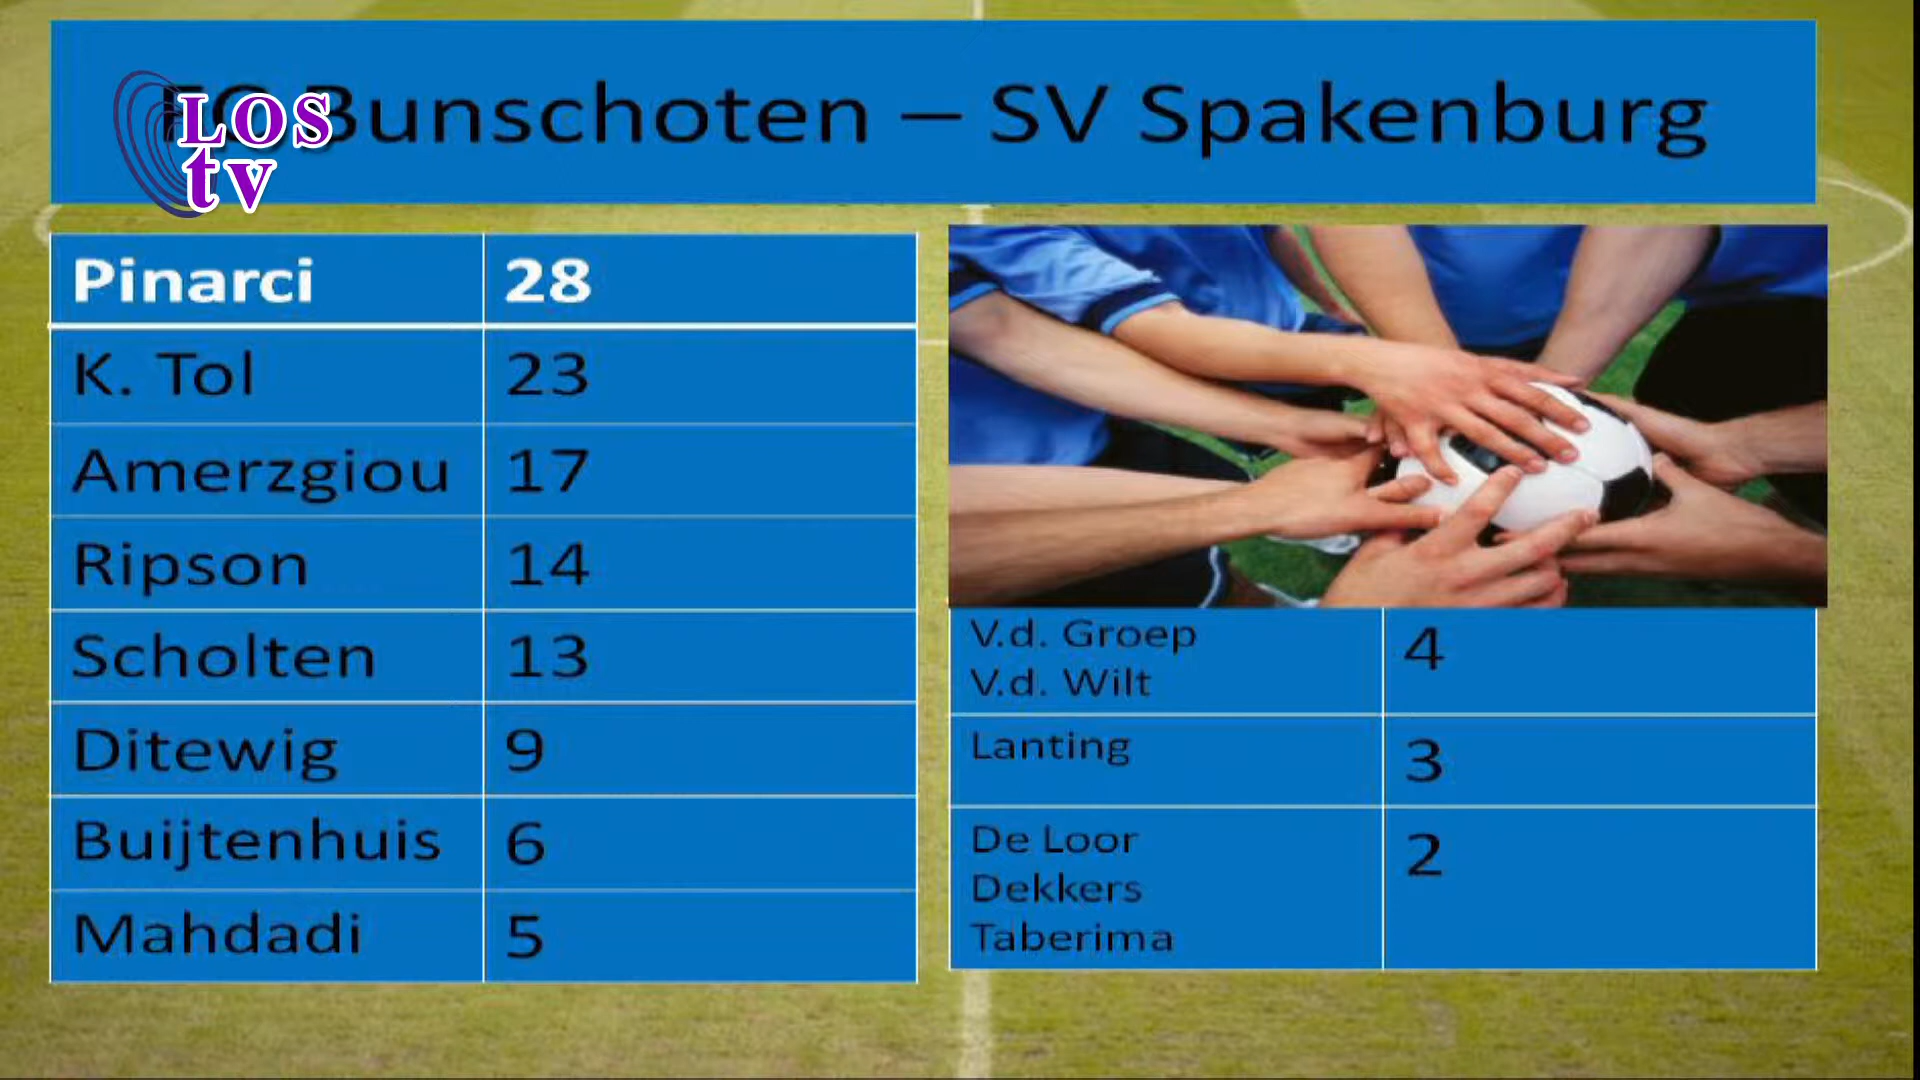 FC Bunschoten – SV Spakenburg
LOS
tv
Pinarci 28
K. Tol 23
Amerzgiou 17
Ripson 14
Scholten 13
Ditewig 9
Buijtenhuis 6
Mahdadi 5
V.d. Groep 4
V.d. Wilt
Lanting 3
De Loor 2
Dekkers
Taberima